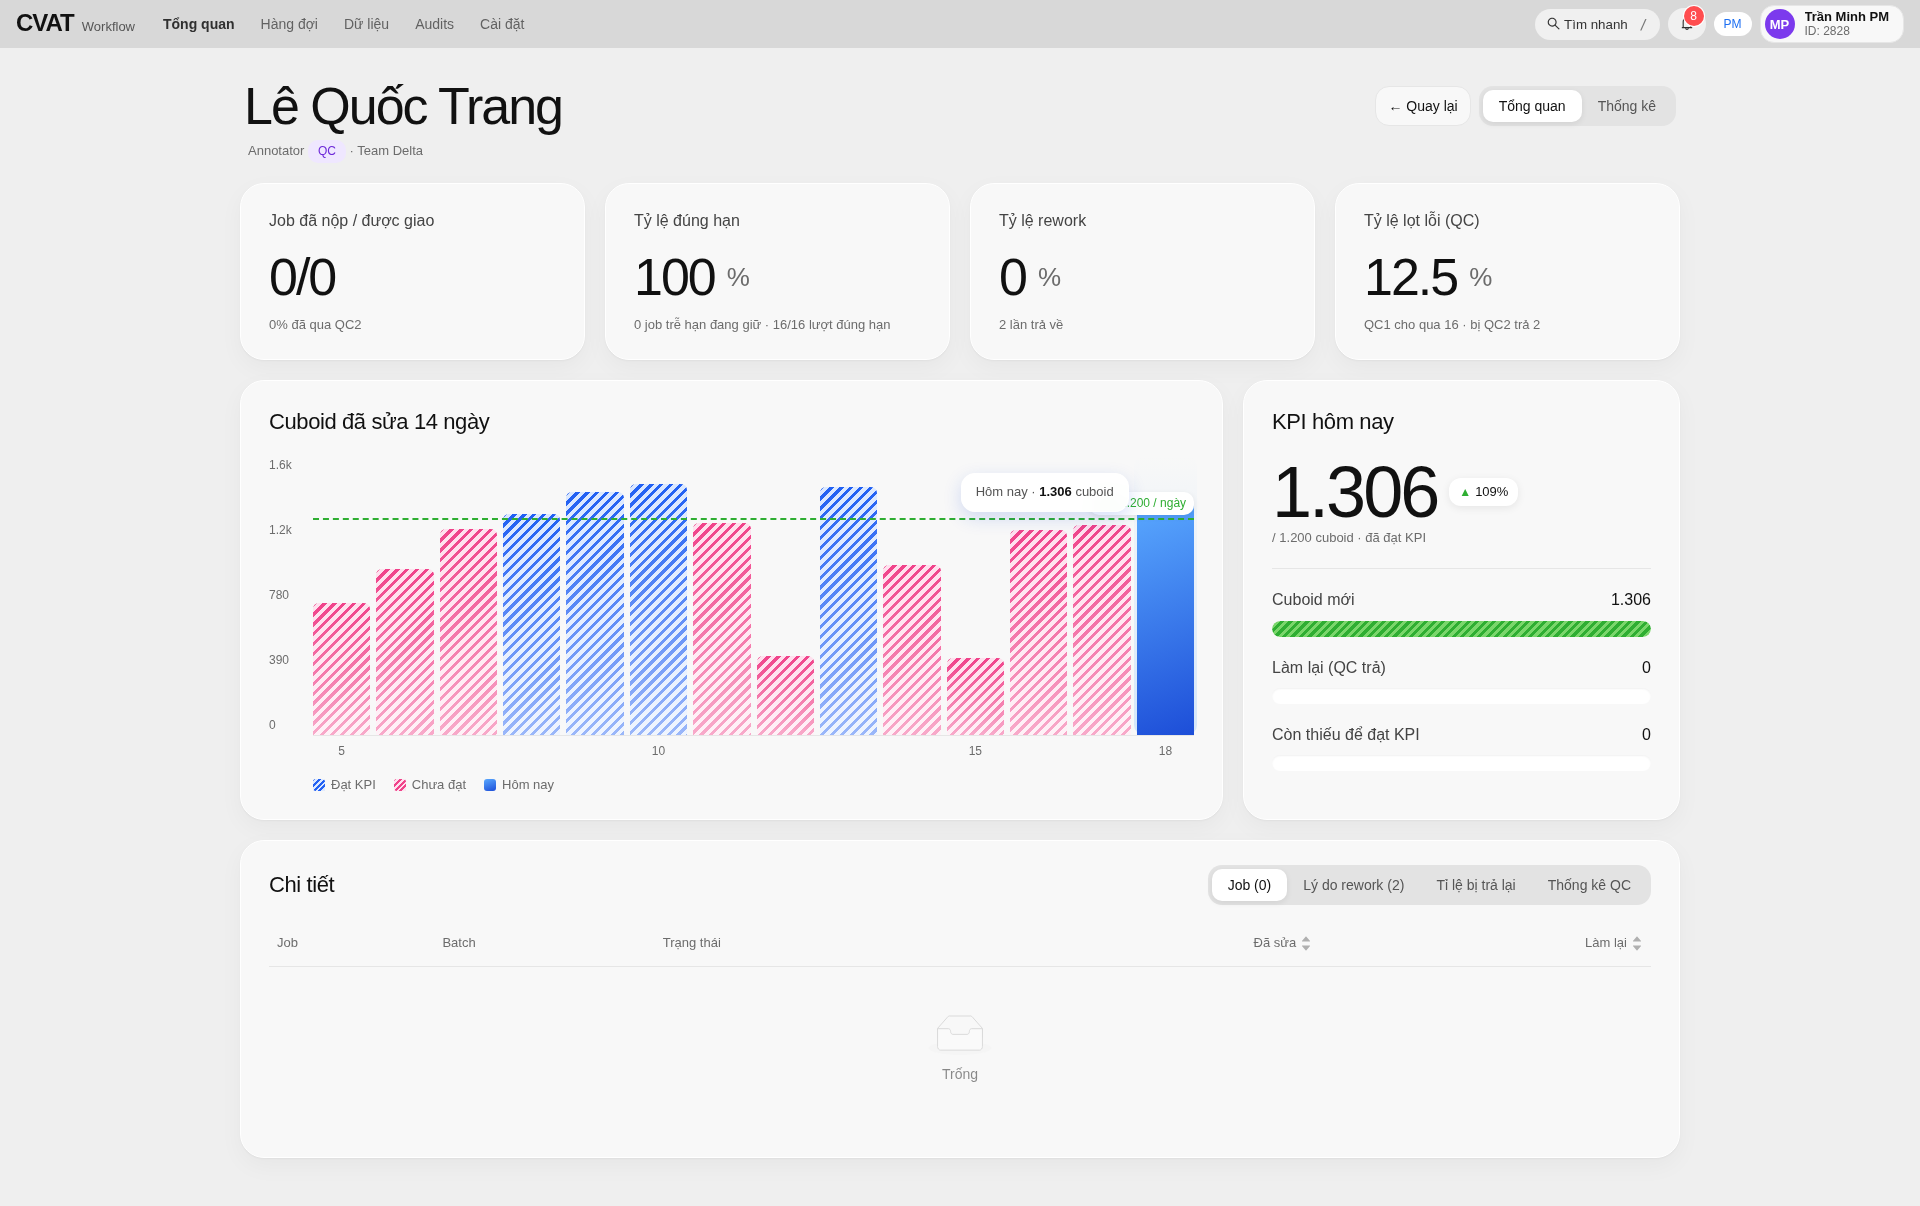 CVAT Workflow Tổng quan Hàng đợi Dữ liệu Audits Cài đặt Tìm nhanh / 8 PM MP Trần Minh PM
ID: 2828
Lê Quốc Trang
← Quay lại Tổng quan Thống kê
Annotator QC · Team Delta
Job đã nộp / được giao
0/0
0% đã qua QC2
Tỷ lệ đúng hạn
100 %
0 job trễ hạn đang giữ · 16/16 lượt đúng hạn
Tỷ lệ rework
0 %
2 lần trả về
Tỷ lệ lọt lỗi (QC)
12.5 %
QC1 cho qua 16 · bị QC2 trả 2
Cuboid đã sửa 14 ngày
1.6k
1.2k
780
390
0
Hôm nay · 1.306 cuboid
.200 / ngày
5 10 15 18
Đạt KPI Chưa đạt Hôm nay
KPI hôm nay
1.306 ▲ 109%
/ 1.200 cuboid · đã đạt KPI
Cuboid mới 1.306
Làm lại (QC trả) 0
Còn thiếu để đạt KPI 0
Chi tiết
Job (0) Lý do rework (2) Tỉ lệ bị trả lại Thống kê QC
Job Batch Trạng thái Đã sửa Làm lại
Trống